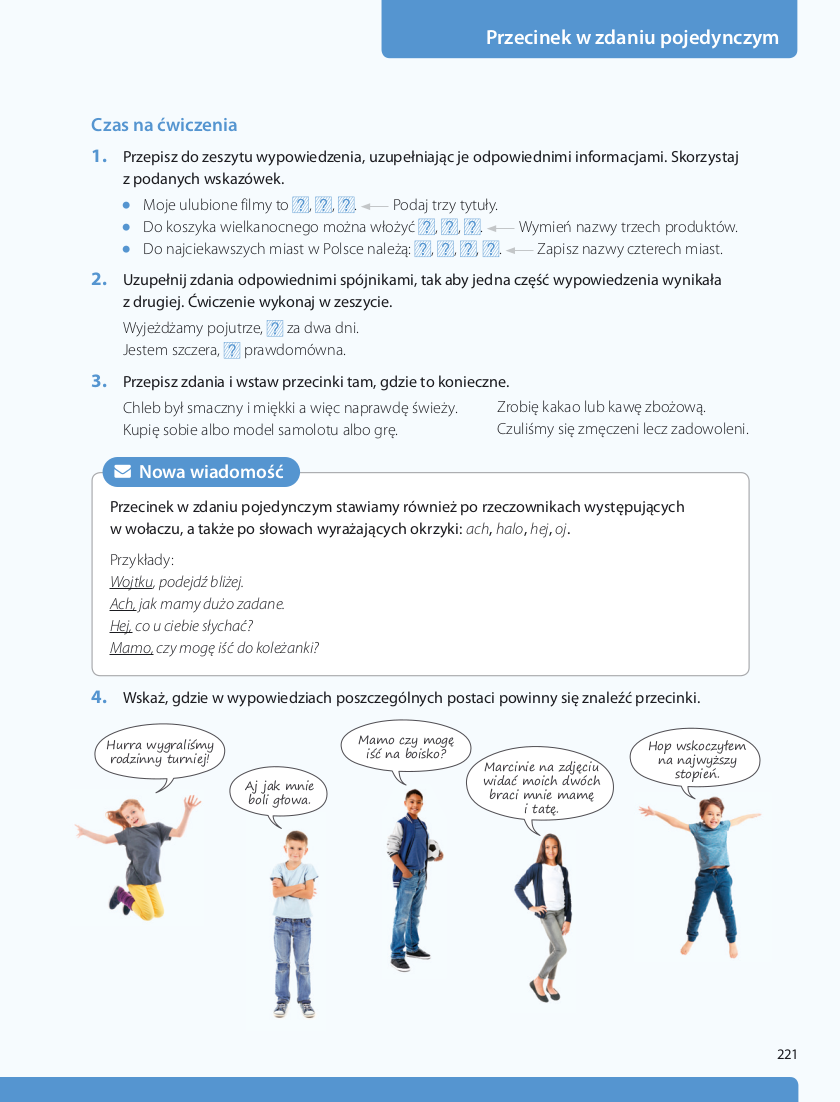 Przecinek w zdaniu pojedynczym
Czas na ćwiczenia
1. Przepisz do zeszytu wypowiedzenia, uzupełniając je odpowiednimi informacjami. Skorzystaj
z podanych wskazówek.
• Moje ulubione filmy to ?, ?, ?. ← Podaj trzy tytuły.
• Do koszyka wielkanocnego można włożyć ?, ?, ?. ← Wymień nazwy trzech produktów.
• Do najciekawszych miast w Polsce należą: ?, ?, ?, ?. ← Zapisz nazwy czterech miast.
2. Uzupełnij zdania odpowiednimi spójnikami, tak aby jedna część wypowiedzenia wynikała
z drugiej. Ćwiczenie wykonaj w zeszycie.
Wyjeżdżamy pojutrze, ? za dwa dni.
Jestem szczera, ? prawdomówna.
3. Przepisz zdania i wstaw przecinki tam, gdzie to konieczne.
Chleb był smaczny i miękki a więc naprawdę świeży.
Kupię sobie albo model samolotu albo grę.
Zrobię kakao lub kawę zbożową.
Czuliśmy się zmęczeni lecz zadowoleni.
Nowa wiadomość
Przecinek w zdaniu pojedynczym stawiamy również po rzeczownikach występujących
w wołaczu, a także po słowach wyrażających okrzyki: ach, halo, hej, oj.
Przykłady:
Wojtku, podejdź bliżej.
Ach, jak mamy dużo zadane.
Hej, co u ciebie słychać?
Mamo, czy mogę iść do koleżanki?
4. Wskaż, gdzie w wypowiedziach poszczególnych postaci powinny się znaleźć przecinki.
Hurra wygraliśmy
rodzinny turniej!
Aj jak mnie
boli głowa.
Mamo czy mogę
iść na boisko?
Marcinie na zdjęciu
widać moich dwóch
braci mnie mamę
i tatę.
Hop wskoczyłem
na najwyższy
stopień.
221